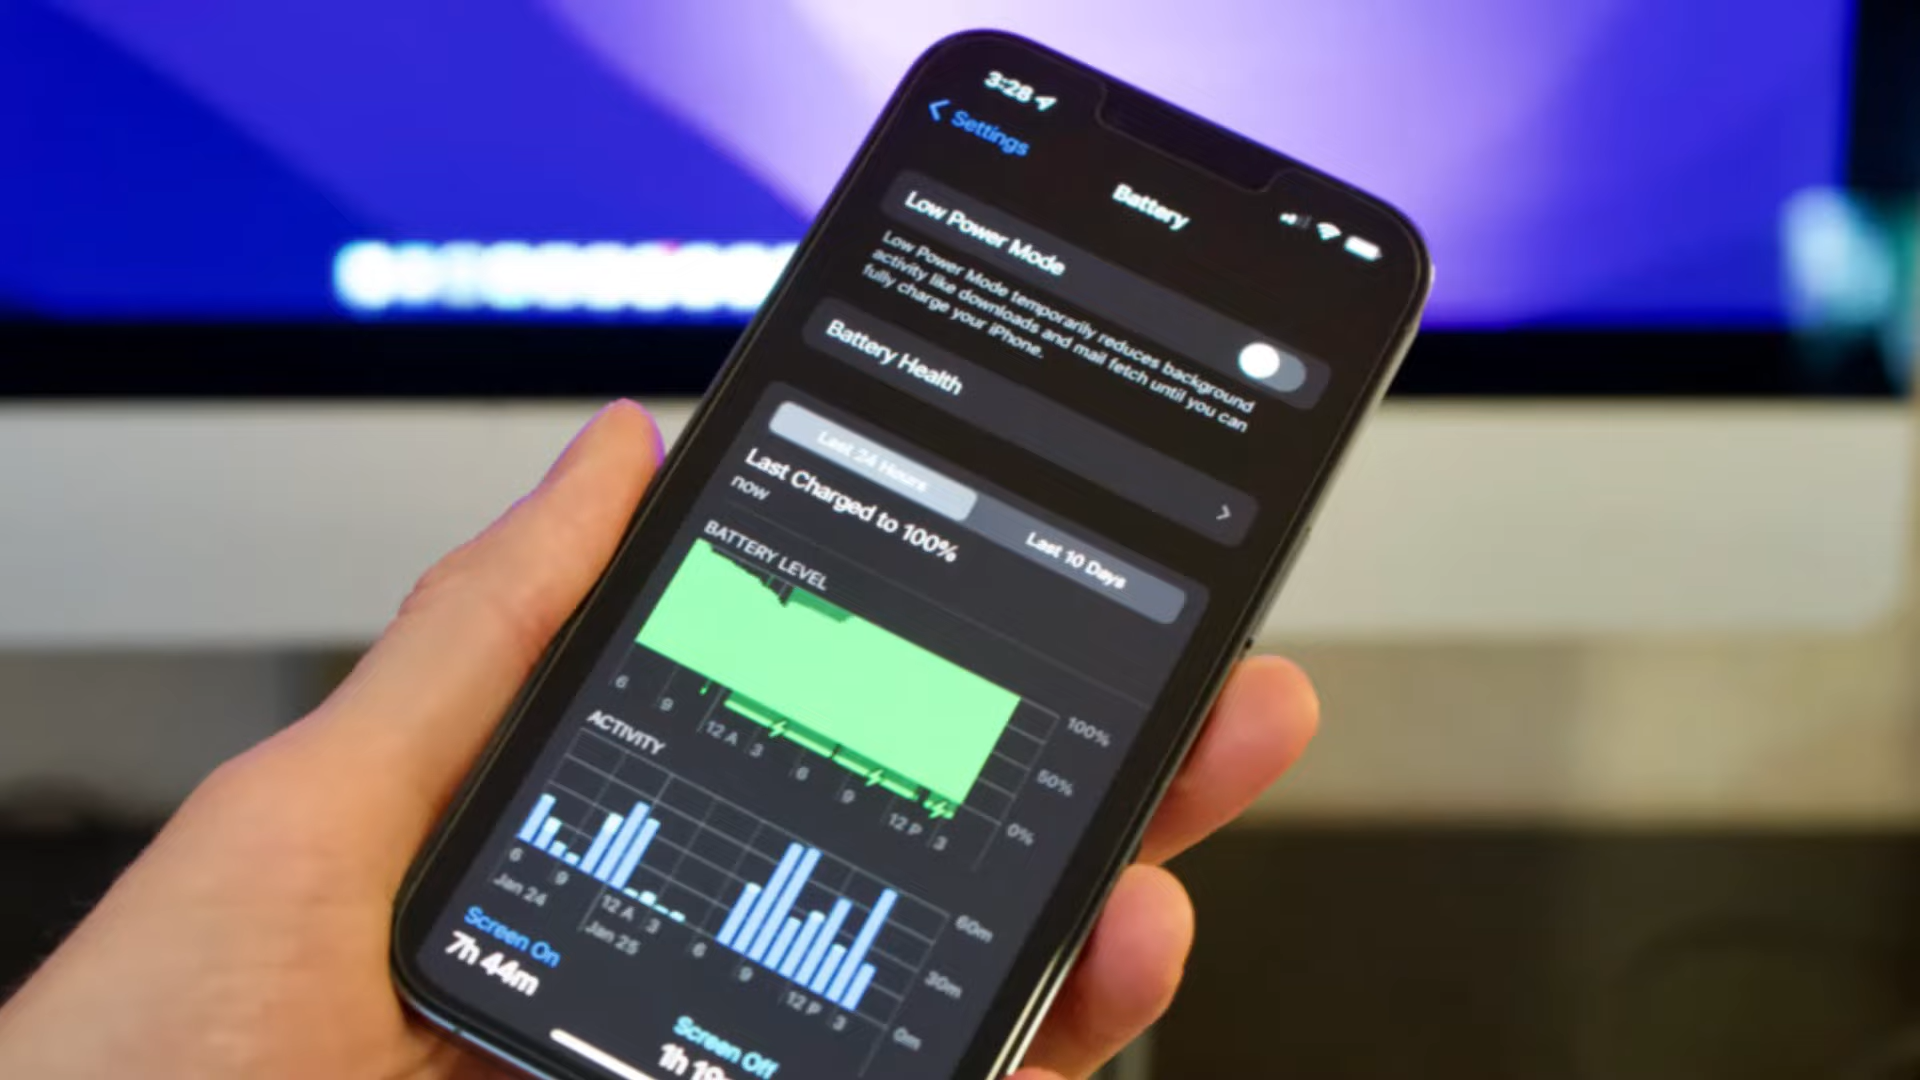 3:28
Settings
Battery
Low Power Mode
Low Power Mode temporarily reduces background
activity like downloads and mail fetch until you can
fully charge your iPhone.
Battery Health
Last 24 Hours
Last 10 Days
Last Charged to 100%
now
BATTERY LEVEL
100%
50%
0%
6 9 12 A 3 6 9 12 P 3
ACTIVITY
60m
30m
0m
6 9 12 A 3 6 9 12 P 3
Jan 24 Jan 25
Screen On
7h 44m
Screen Off
1h